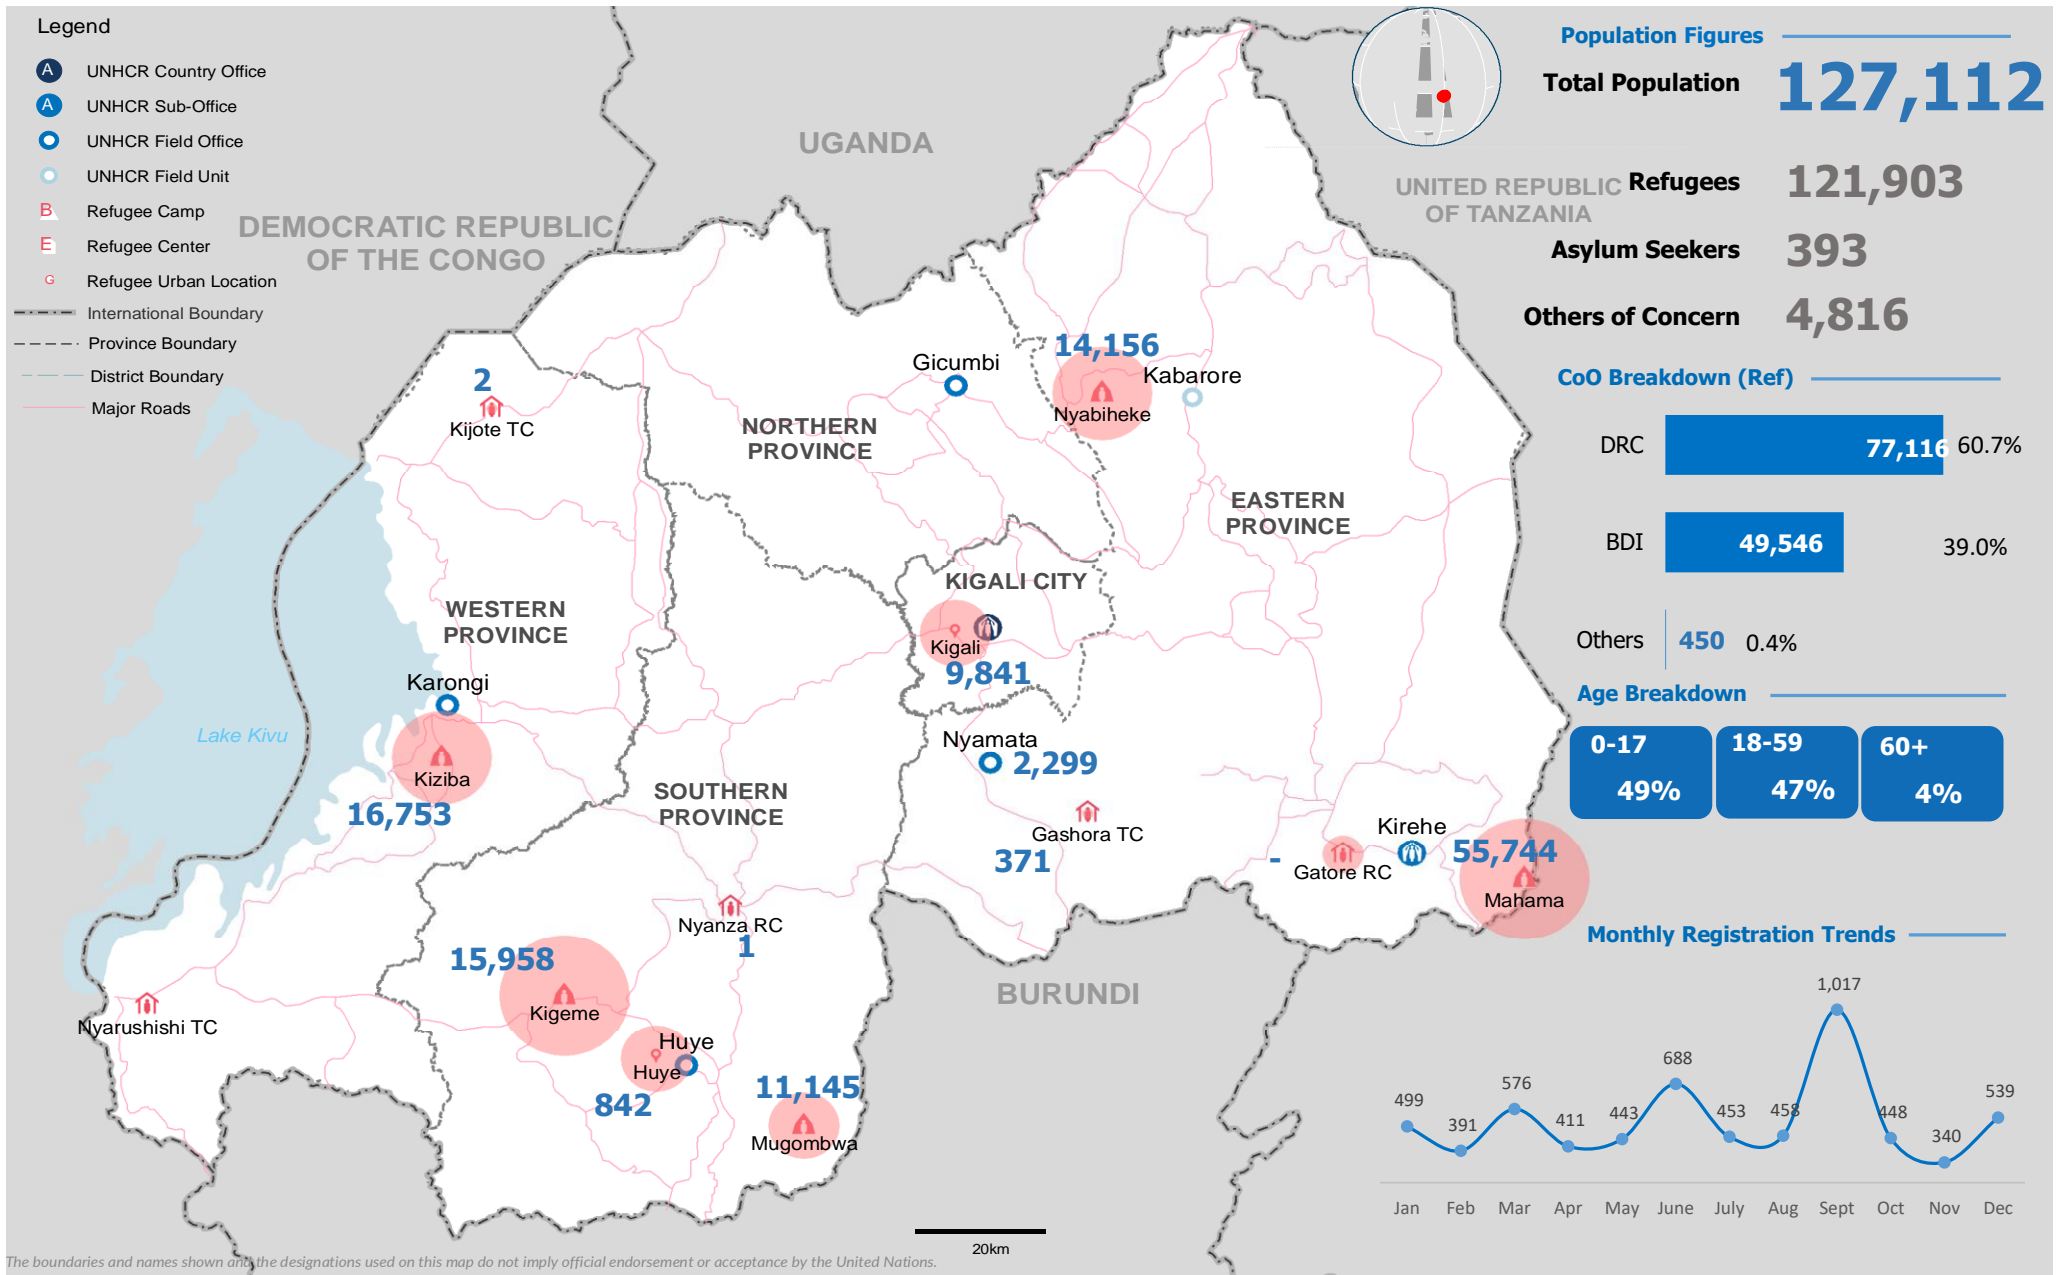 Legend
A UNHCR Country Office
A UNHCR Sub-Office
UNHCR Field Office
UNHCR Field Unit
B Refugee Camp
E Refugee Center
G Refugee Urban Location
International Boundary
Province Boundary
District Boundary
Major Roads
UGANDA
DEMOCRATIC REPUBLIC
OF THE CONGO
UNITED REPUBLIC
OF TANZANIA
BURUNDI
Lake Kivu
NORTHERN
PROVINCE
EASTERN
PROVINCE
KIGALI CITY
WESTERN
PROVINCE
SOUTHERN
PROVINCE
2
Kijote TC
Gicumbi
14,156
Kabarore
Nyabiheke
Kigali
9,841
Karongi
Kiziba
16,753
Nyamata
2,299
Gashora TC
371
Kirehe
-
Gatore RC
55,744
Mahama
Nyanza RC
1
15,958
Kigeme
Nyarushishi TC
Huye
Huye
842
11,145
Mugombwa
20km
The boundaries and names shown and the designations used on this map do not imply official endorsement or acceptance by the United Nations.
Population Figures
Total Population 127,112
Refugees 121,903
Asylum Seekers 393
Others of Concern 4,816
CoO Breakdown (Ref)
DRC 77,116 60.7%
BDI 49,546 39.0%
Others 450 0.4%
Age Breakdown
0-17 18-59 60+
49% 47% 4%
Monthly Registration Trends
499 391 576 411 443 688 453 458 1,017 448 340 539
Jan Feb Mar Apr May June July Aug Sept Oct Nov Dec